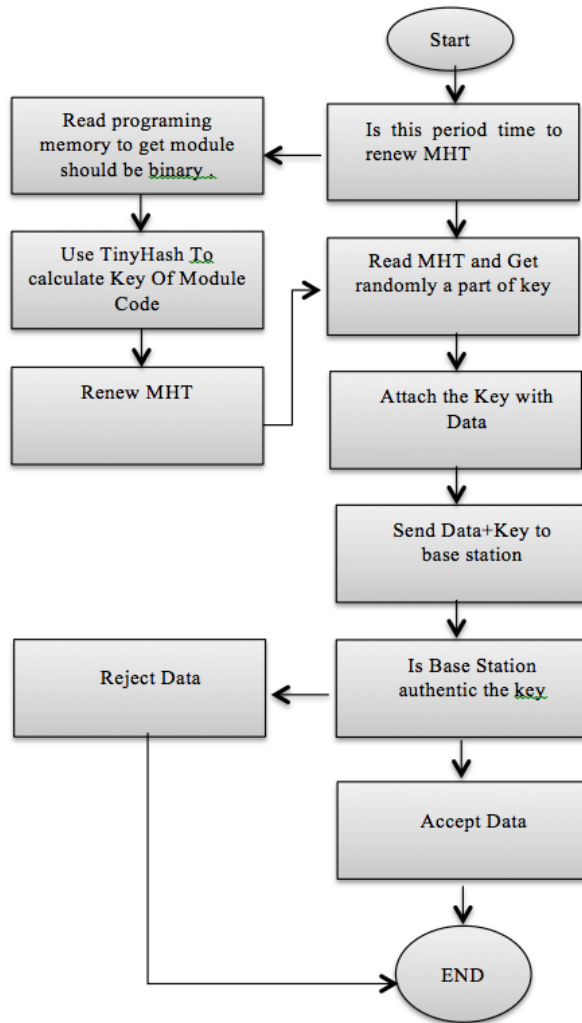 Start
Is this period time to
renew MHT
Read programing
memory to get module
should be binary .
Use TinyHash To
calculate Key Of Module
Code
Renew MHT
Read MHT and Get
randomly a part of key
Attach the Key with
Data
Send Data+Key to
base station
Is Base Station
authentic the key
Reject Data
Accept Data
END